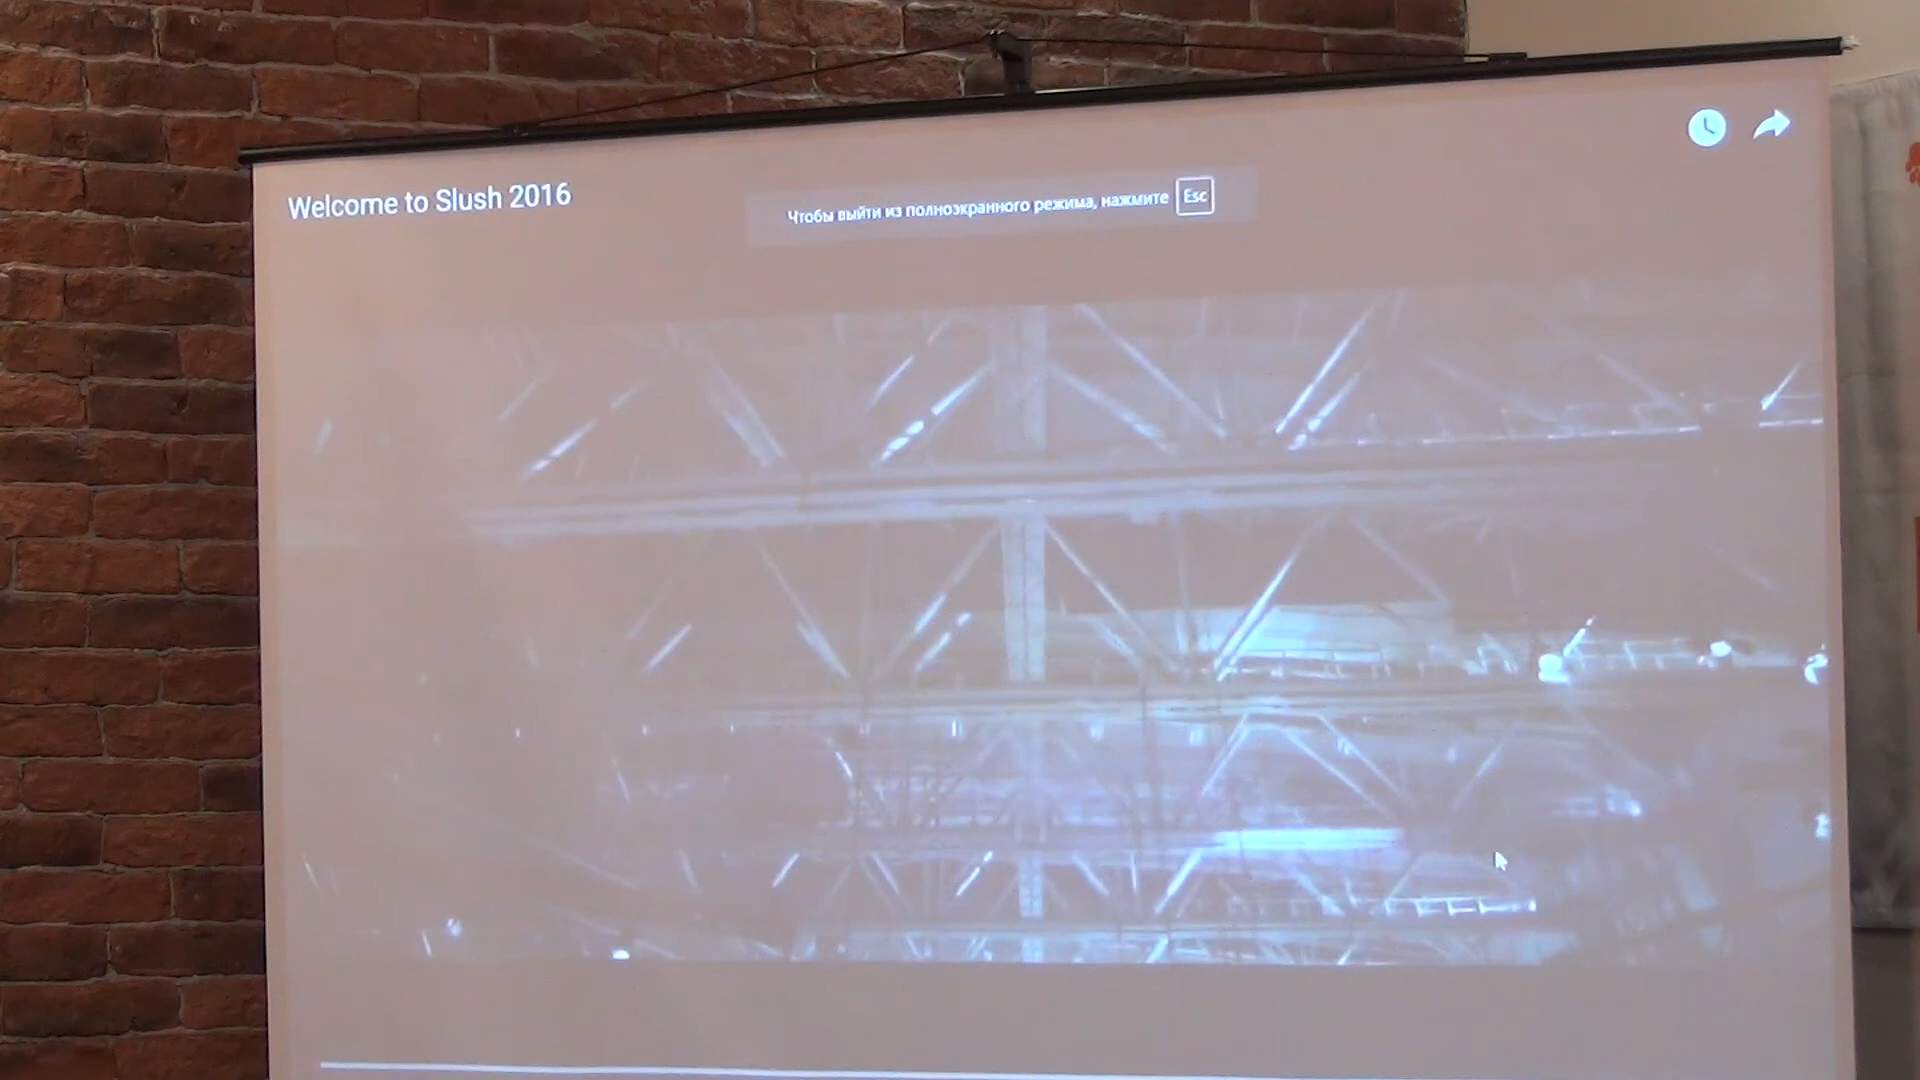 Welcome to Slush 2016
Чтобы выйти из полноэкранного режима, нажмите Esc